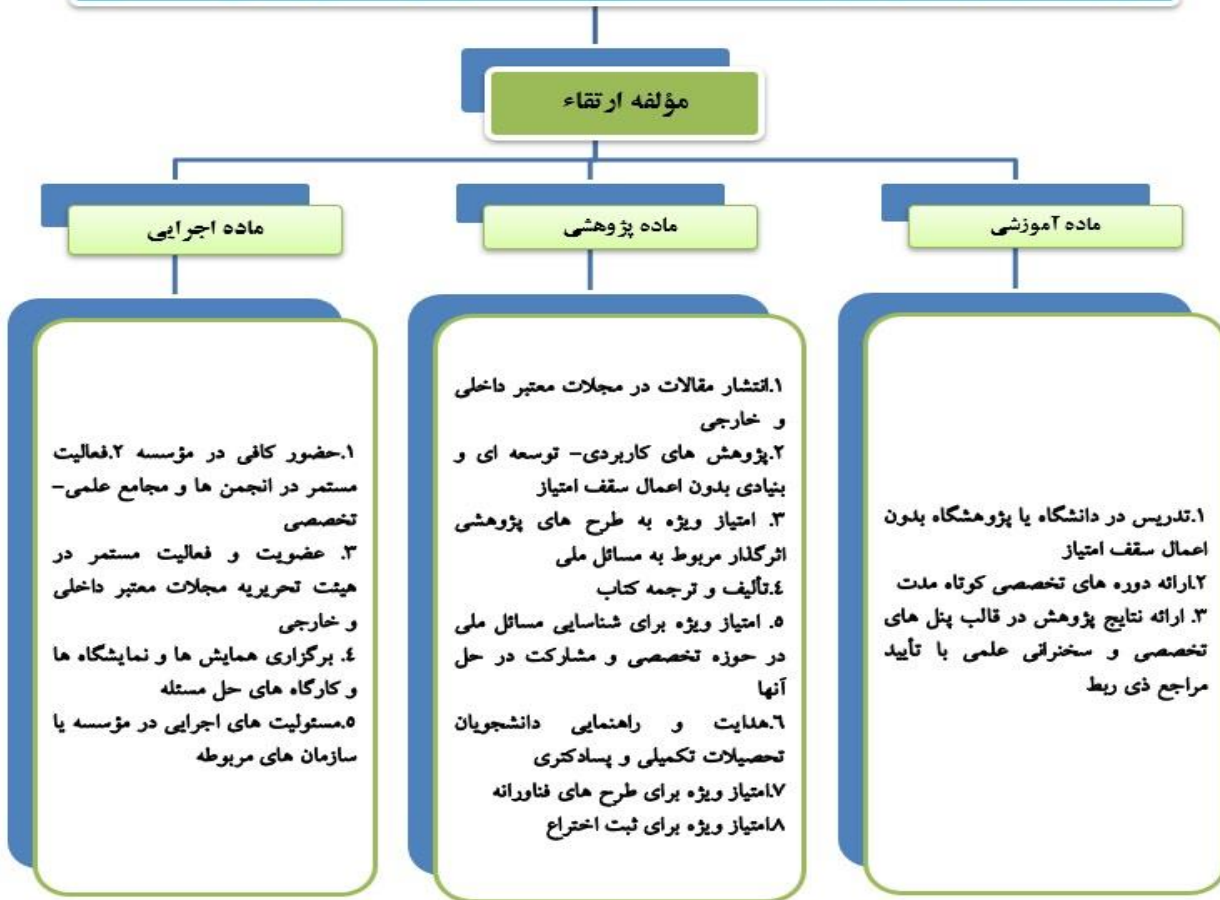 مؤلفه ارتقاء
ماده آموزشی
۱.تدریس در دانشگاه یا پژوهشگاه بدون
اعمال سقف امتیاز
۲.ارائه دوره های تخصصی کوتاه مدت
۳. ارائه نتایج پژوهش در قالب پنل های
تخصصی و سخنرانی علمی با تأیید
مراجع ذی ربط
ماده پژوهشی
۱.انتشار مقالات در مجلات معتبر داخلی
و خارجی
۲.پژوهش های کاربردی– توسعه ای و
بنیادی بدون اعمال سقف امتیاز
۳. امتیاز ویژه به طرح های پژوهشی
اثرگذار مربوط به مسائل ملی
٤.تألیف و ترجمه کتاب
٥. امتیاز ویژه برای شناسایی مسائل ملی
در حوزه تخصصی و مشارکت در حل
آنها
٦.هدایت و راهنمایی دانشجویان
تحصیلات تکمیلی و پسادکتری
۷.امتیاز ویژه برای طرح های فناورانه
۸.امتیاز ویژه برای ثبت اختراع
ماده اجرایی
۱.حضور کافی در مؤسسه ۲.فعالیت
مستمر در انجمن ها و مجامع علمی–
تخصصی
۳. عضویت و فعالیت مستمر در
هیئت تحریریه مجلات معتبر داخلی
و خارجی
٤. برگزاری همایش ها و نمایشگاه ها
و کارگاه های حل مسئله
٥.مسئولیت های اجرایی در مؤسسه یا
سازمان های مربوطه